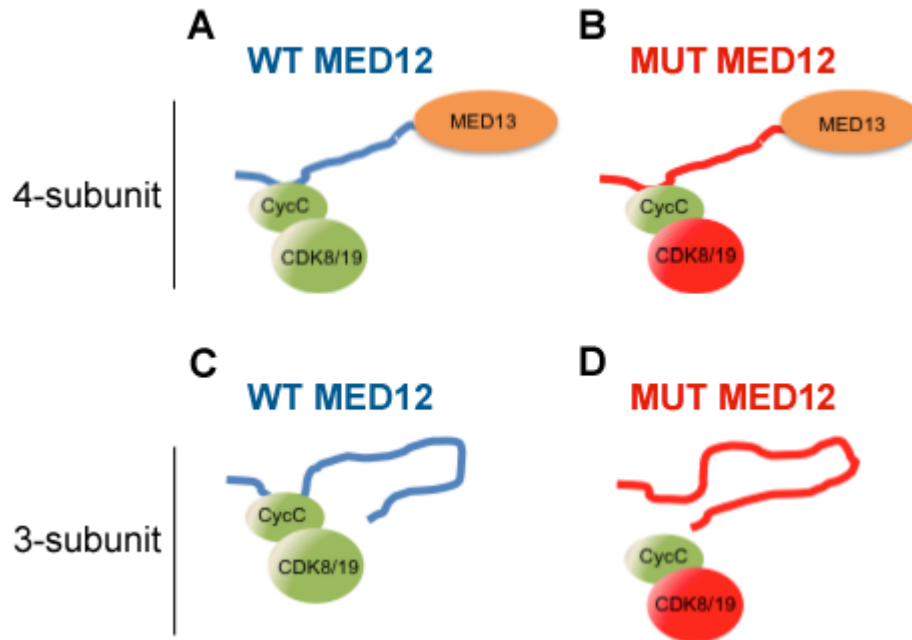 A
B
WT MED12
MUT MED12
MED13
MED13
4-subunit
CycC
CycC
CDK8/19
CDK8/19
C
D
WT MED12
MUT MED12
3-subunit
CycC
CycC
CDK8/19
CDK8/19